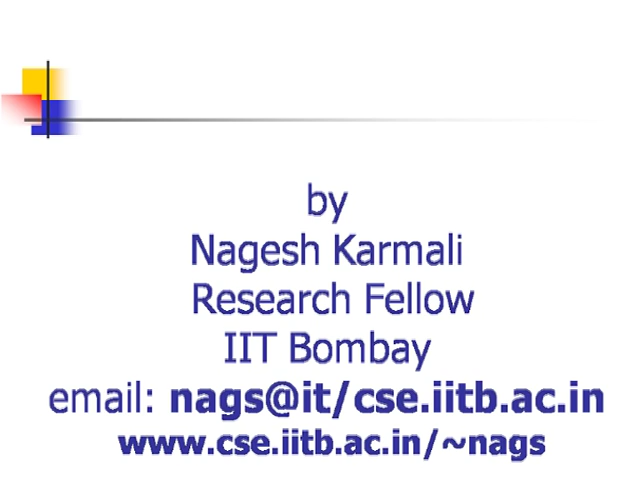 by
Nagesh Karmali
Research Fellow
IIT Bombay
email: nags@it/cse.iitb.ac.in
www.cse.iitb.ac.in/~nags